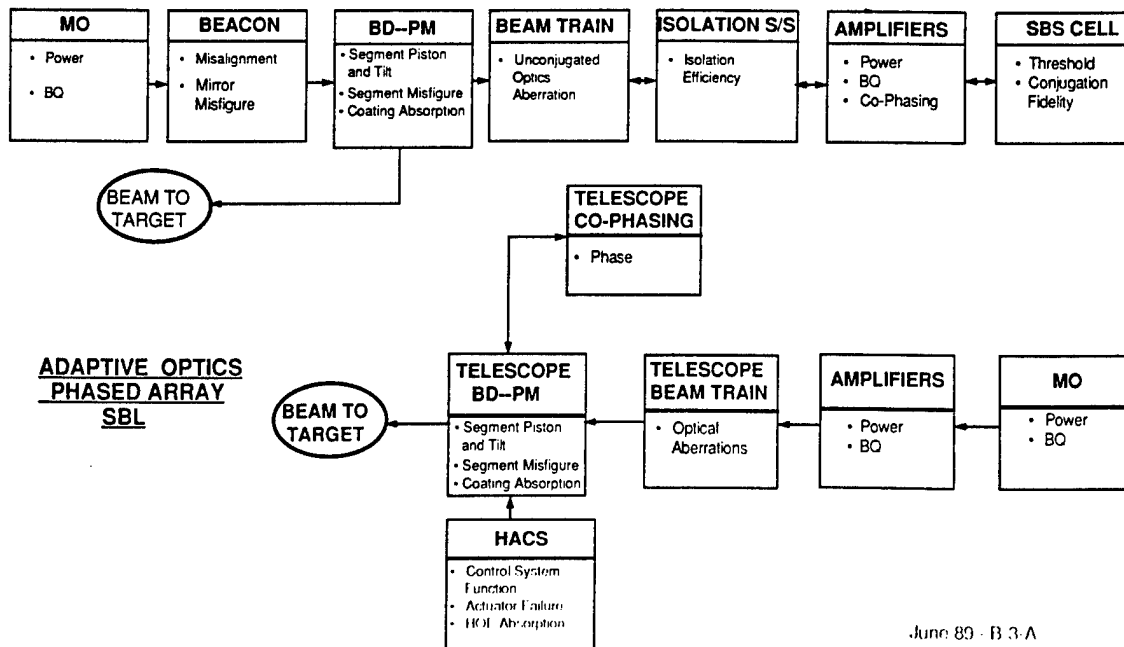 MO
• Power
• BQ
BEACON
• Misalignment
• Mirror
Misfigure
BD--PM
• Segment Piston
and Tilt
• Segment Misfigure
• Coating Absorption
BEAM TRAIN
• Unconjugated
Optics
Aberration
ISOLATION S/S
• Isolation
Efficiency
AMPLIFIERS
• Power
• BQ
• Co-Phasing
SBS CELL
• Threshold
• Conjugation
Fidelity
BEAM TO
TARGET
TELESCOPE
CO-PHASING
• Phase
ADAPTIVE OPTICS
PHASED ARRAY
SBL
BEAM TO
TARGET
TELESCOPE
BD--PM
• Segment Piston
and Tilt
• Segment Misfigure
• Coating Absorption
TELESCOPE
BEAM TRAIN
• Optical
Aberrations
AMPLIFIERS
• Power
• BQ
MO
• Power
• BQ
HACS
• Control System
Function
• Actuator Failure
• HOE Absorption
June 89 - B-3-A